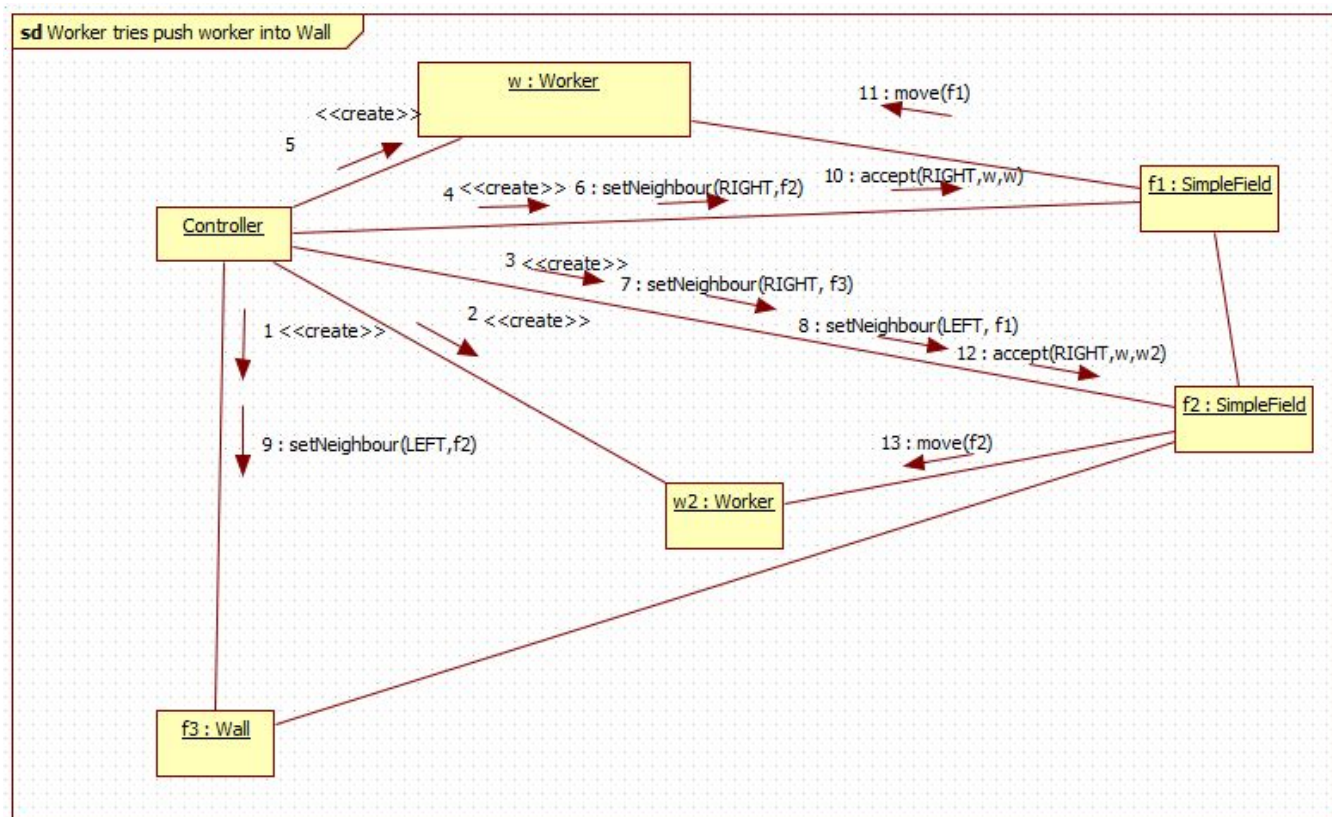 sd Worker tries push worker into Wall
w : Worker
11 : move(f1)
<<create>>
5
10 : accept(RIGHT,w,w)
f1 : SimpleField
4 <<create>> 6 : setNeighbour(RIGHT,f2)
Controller
3 <<create>>
7 : setNeighbour(RIGHT, f3)
1 <<create>>
2 <<create>>
8 : setNeighbour(LEFT, f1)
12 : accept(RIGHT,w,w2)
f2 : SimpleField
9 : setNeighbour(LEFT,f2)
13 : move(f2)
w2 : Worker
f3 : Wall